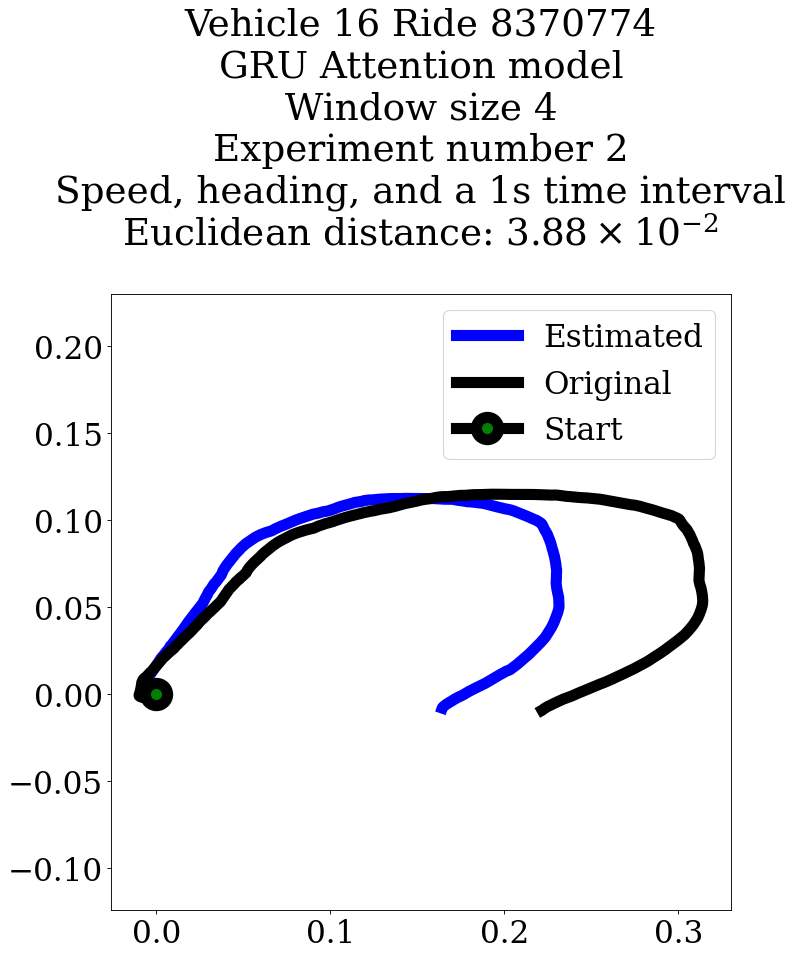 Vehicle 16 Ride 8370774
GRU Attention model
Window size 4
Experiment number 2
Speed, heading, and a 1s time interval
Euclidean distance: 3.88 × 10⁻²
Estimated
Original
Start
0.20
0.15
0.10
0.05
0.00
−0.05
−0.10
0.0 0.1 0.2 0.3